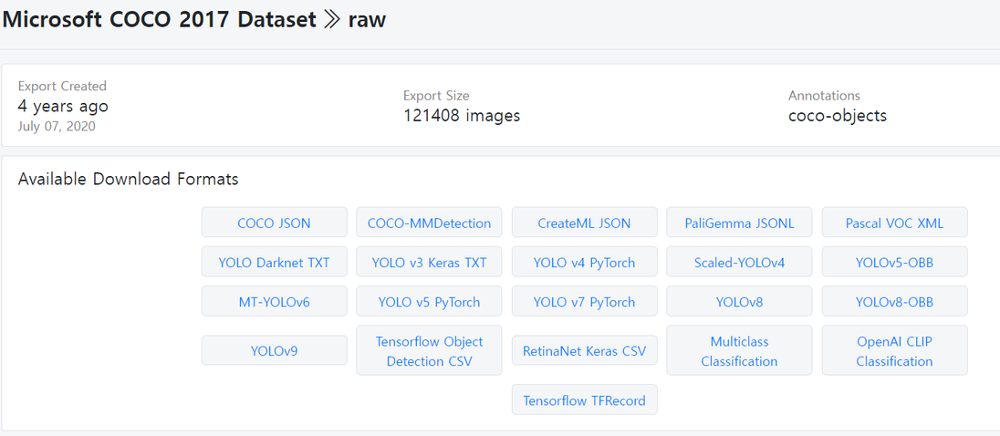 Microsoft COCO 2017 Dataset » raw
Export Created
4 years ago
July 07, 2020
Export Size
121408 images
Annotations
coco-objects
Available Download Formats
COCO JSON
COCO-MMDetection
CreateML JSON
PaliGemma JSONL
Pascal VOC XML
YOLO Darknet TXT
YOLO v3 Keras TXT
YOLO v4 PyTorch
Scaled-YOLOv4
YOLOv5-OBB
MT-YOLOv6
YOLO v5 PyTorch
YOLO v7 PyTorch
YOLOv8
YOLOv8-OBB
YOLOv9
Tensorflow Object
Detection CSV
RetinaNet Keras CSV
Multiclass
Classification
OpenAI CLIP
Classification
Tensorflow TFRecord